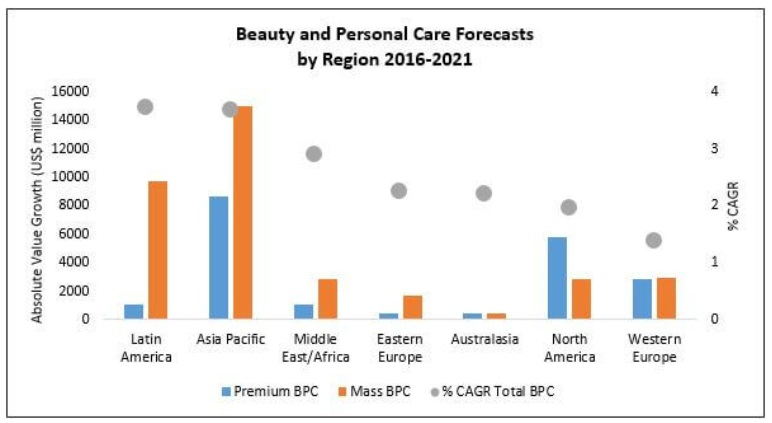 Beauty and Personal Care Forecasts
by Region 2016-2021
Absolute Value Growth (US$ million)
16000
14000
12000
10000
8000
6000
4000
2000
0
4
3
2
1
0
% CAGR
Latin
America
Asia Pacific
Middle
East/Africa
Eastern
Europe
Australasia
North
America
Western
Europe
Premium BPC
Mass BPC
% CAGR Total BPC